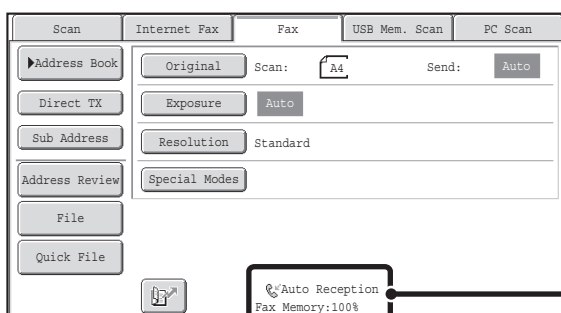 Scan Internet Fax Fax USB Mem. Scan PC Scan
Address Book Original Scan: A4 Send: Auto
Direct TX Exposure Auto
Sub Address Resolution Standard
Address Review Special Modes
File
Quick File
Auto Reception
Fax Memory:100%